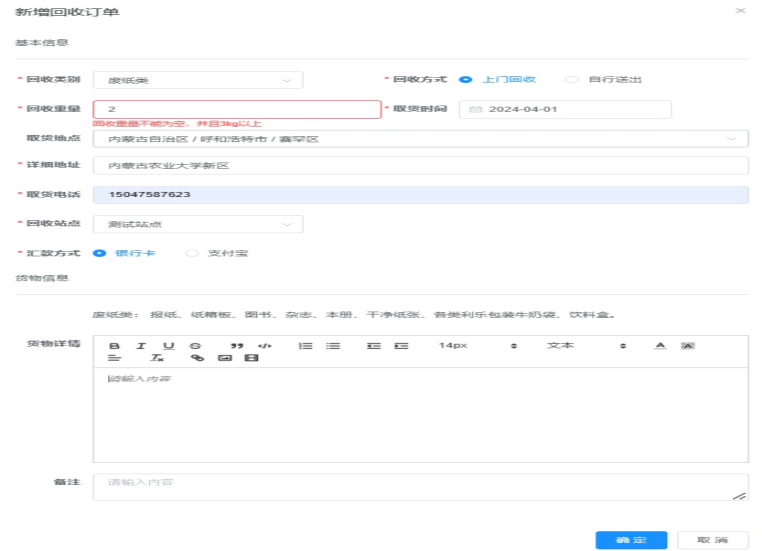 新增回收订单
基本信息
* 回收类别 废纸类 * 回收方式 上门回收 自行送出
* 回收重量 2 * 取货时间 2024-04-01
回收重量不能为空，并且3kg以上
取货地点 内蒙古自治区 / 呼和浩特市 / 赛罕区
* 详细地址 内蒙古农业大学新区
* 取货电话 15047587623
* 回收站点 测试站点
* 汇款方式 银行卡 支付宝
货物信息
废纸类： 报纸、纸箱板、图书、杂志、本册、干净纸张、各类利乐包装牛奶袋、饮料盒。
货物详情 14px 文本
请输入内容
备注 请输入内容
确 定 取 消